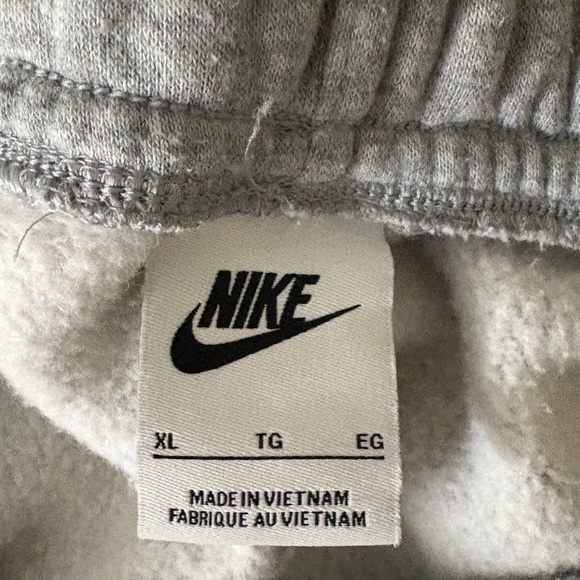 NIKE
XL TG EG
MADE IN VIETNAM
FABRIQUE AU VIETNAM